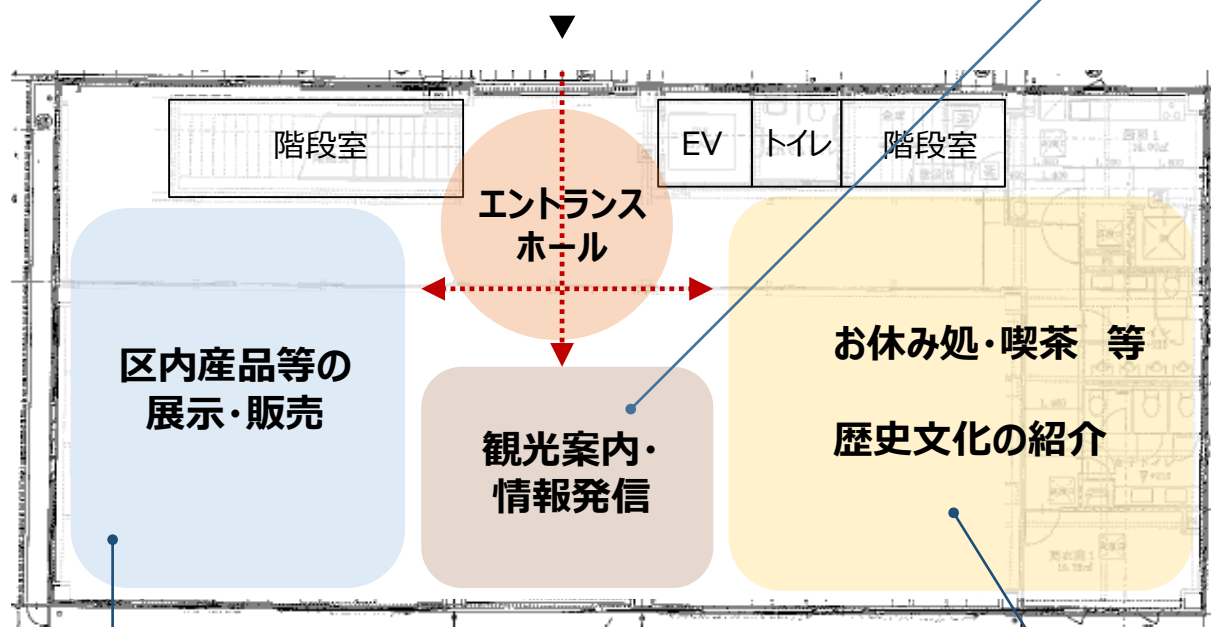 階段室
EV
トイレ
階段室
エントランス
ホール
区内産品等の
展示・販売
観光案内・
情報発信
お休み処・喫茶 等
歴史文化の紹介